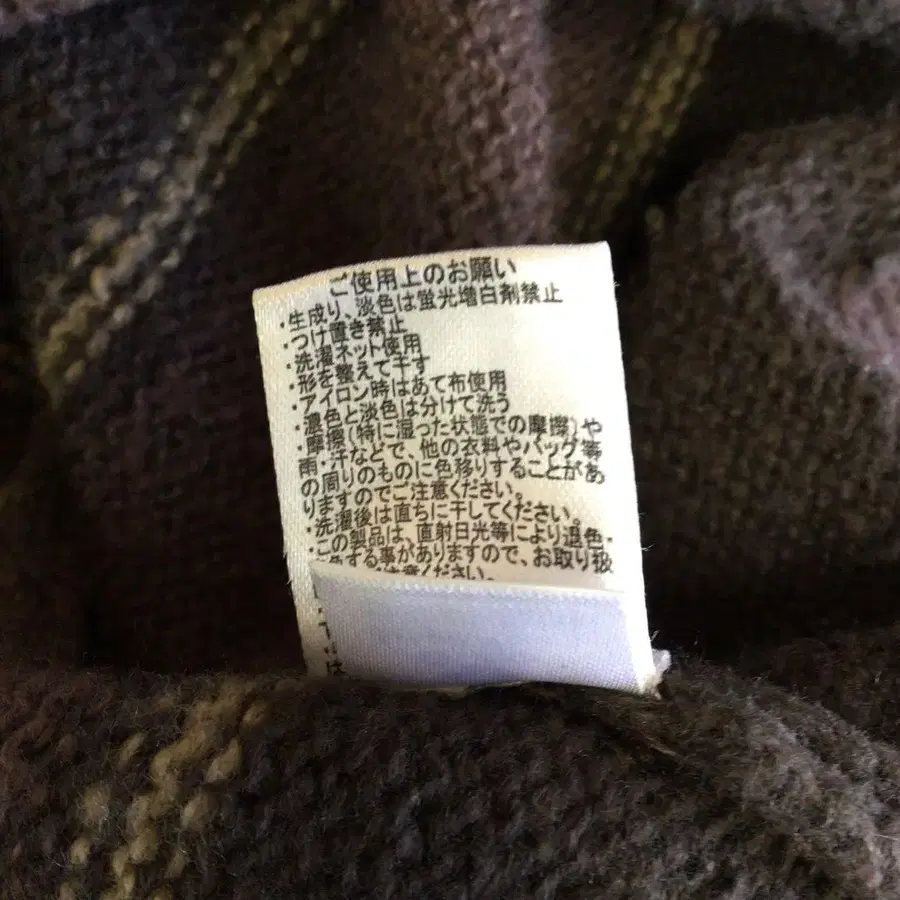 ご使用上のお願い
・生成り、淡色は蛍光増白剤禁止
・つけ置き禁止
・洗濯ネット使用
・形を整えて干す
・アイロン時はあて布使用
・濃色と淡色は分けて洗う
・摩擦(特に湿った状態での摩擦)や
雨・汗などで、他の衣料やバッグ等
の周りのものに色移りすることがあ
りますのでご注意ください。
・洗濯後は直ちに干してください。
・この製品は、直射日光等により退色・
色する事がありますので、お取り扱
注意ください。